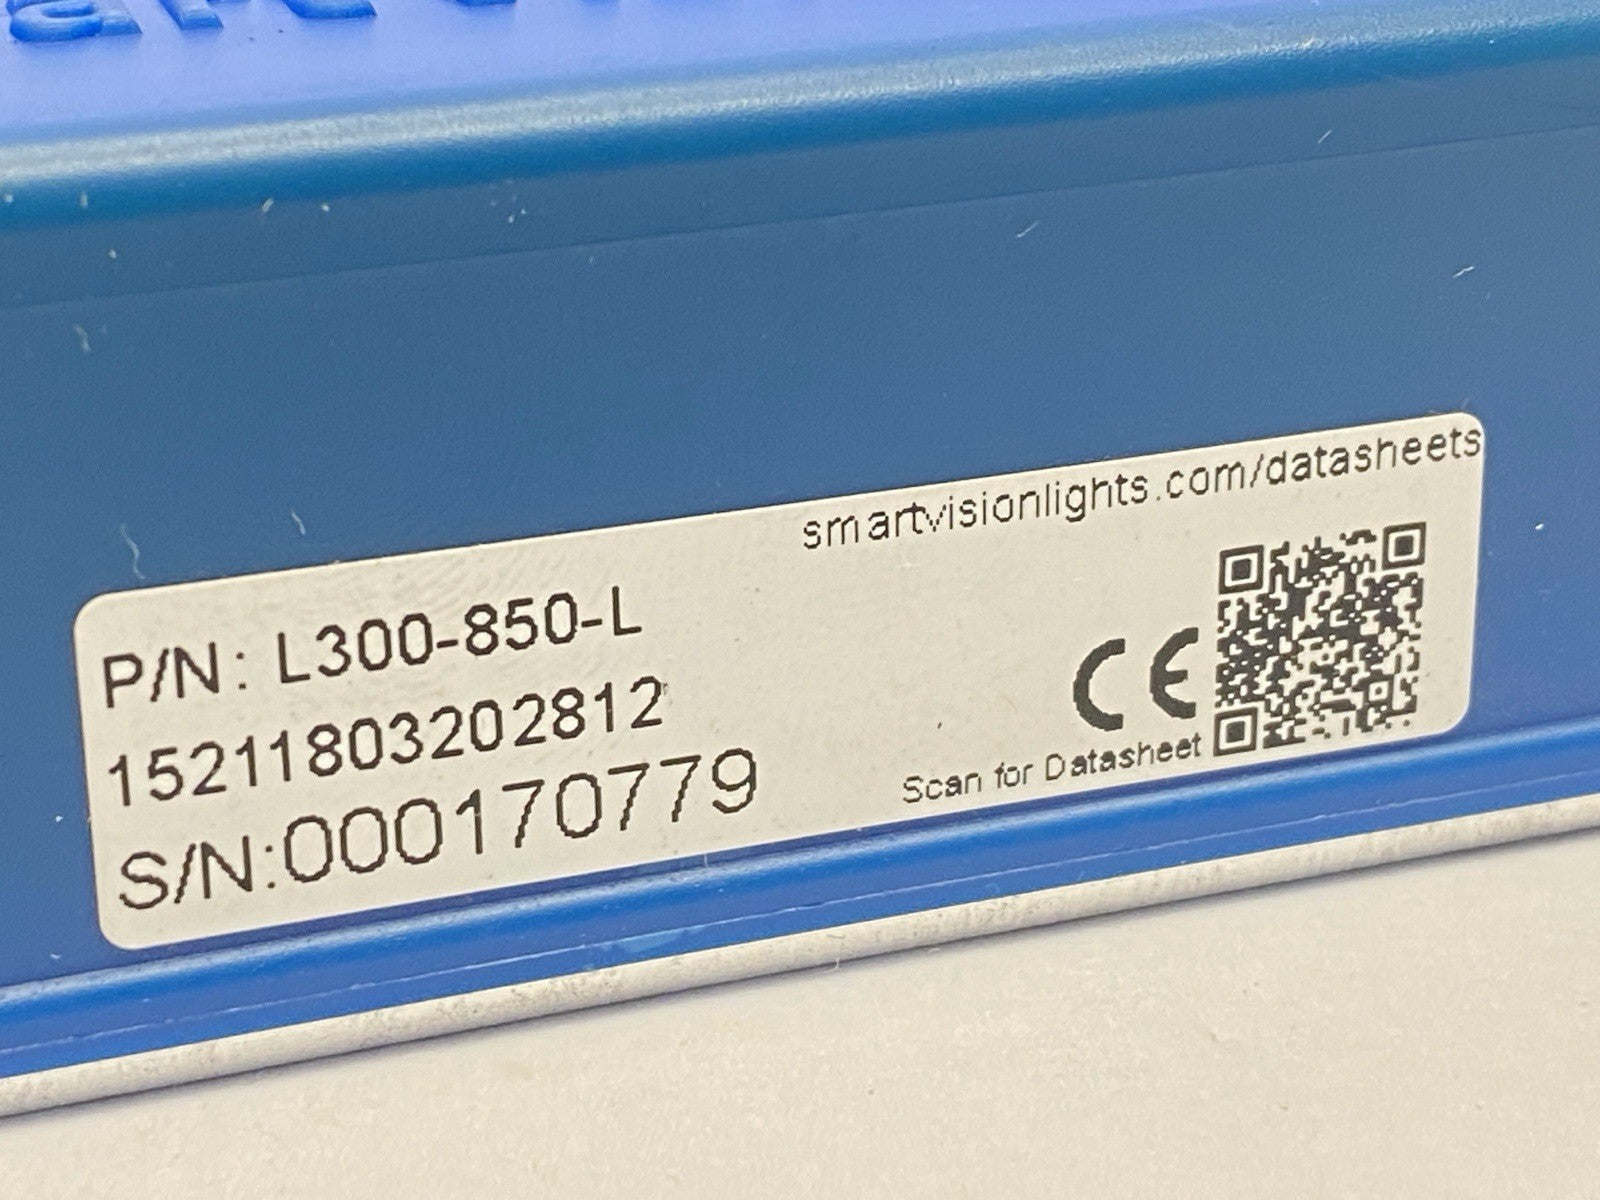 smartvisionlights.com/datasheets
P/N: L300-850-L
15211803202812
S/N:000170779
CE
Scan for Datasheet